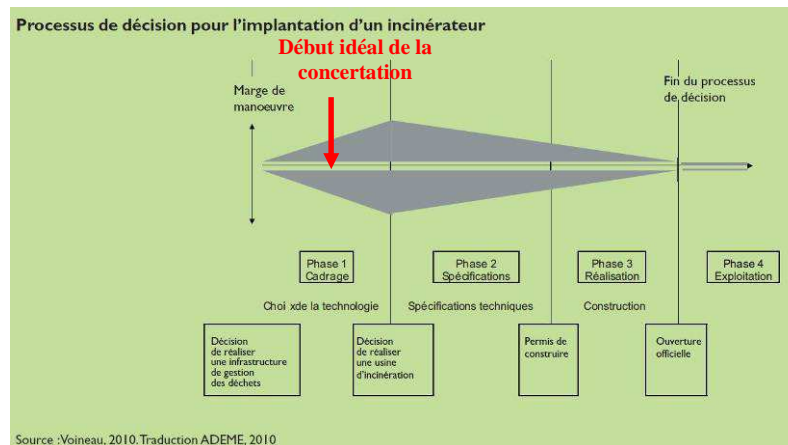 Processus de décision pour l'implantation d'un incinérateur
Début idéal de la
concertation
Marge de
manoeuvre
Fin du processus
de décision
Phase 1
Cadrage
Phase 2
Spécifications
Phase 3
Réalisation
Phase 4
Exploitation
Choi xde la technologie
Spécifications techniques
Construction
Décision
de réaliser
une infrastructure
de gestion
des déchets
Décision
de réaliser
une usine
d'incinération
Permis de
construire
Ouverture
officielle
Source :Voineau, 2010. Traduction ADEME, 2010